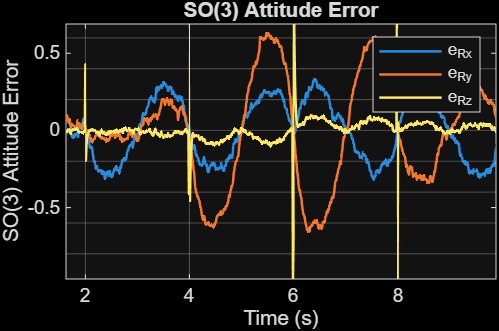 SO(3) Attitude Error
SO(3) Attitude Error
0.5
0
-0.5
2
4
6
8
Time (s)
eRx
eRy
eRz